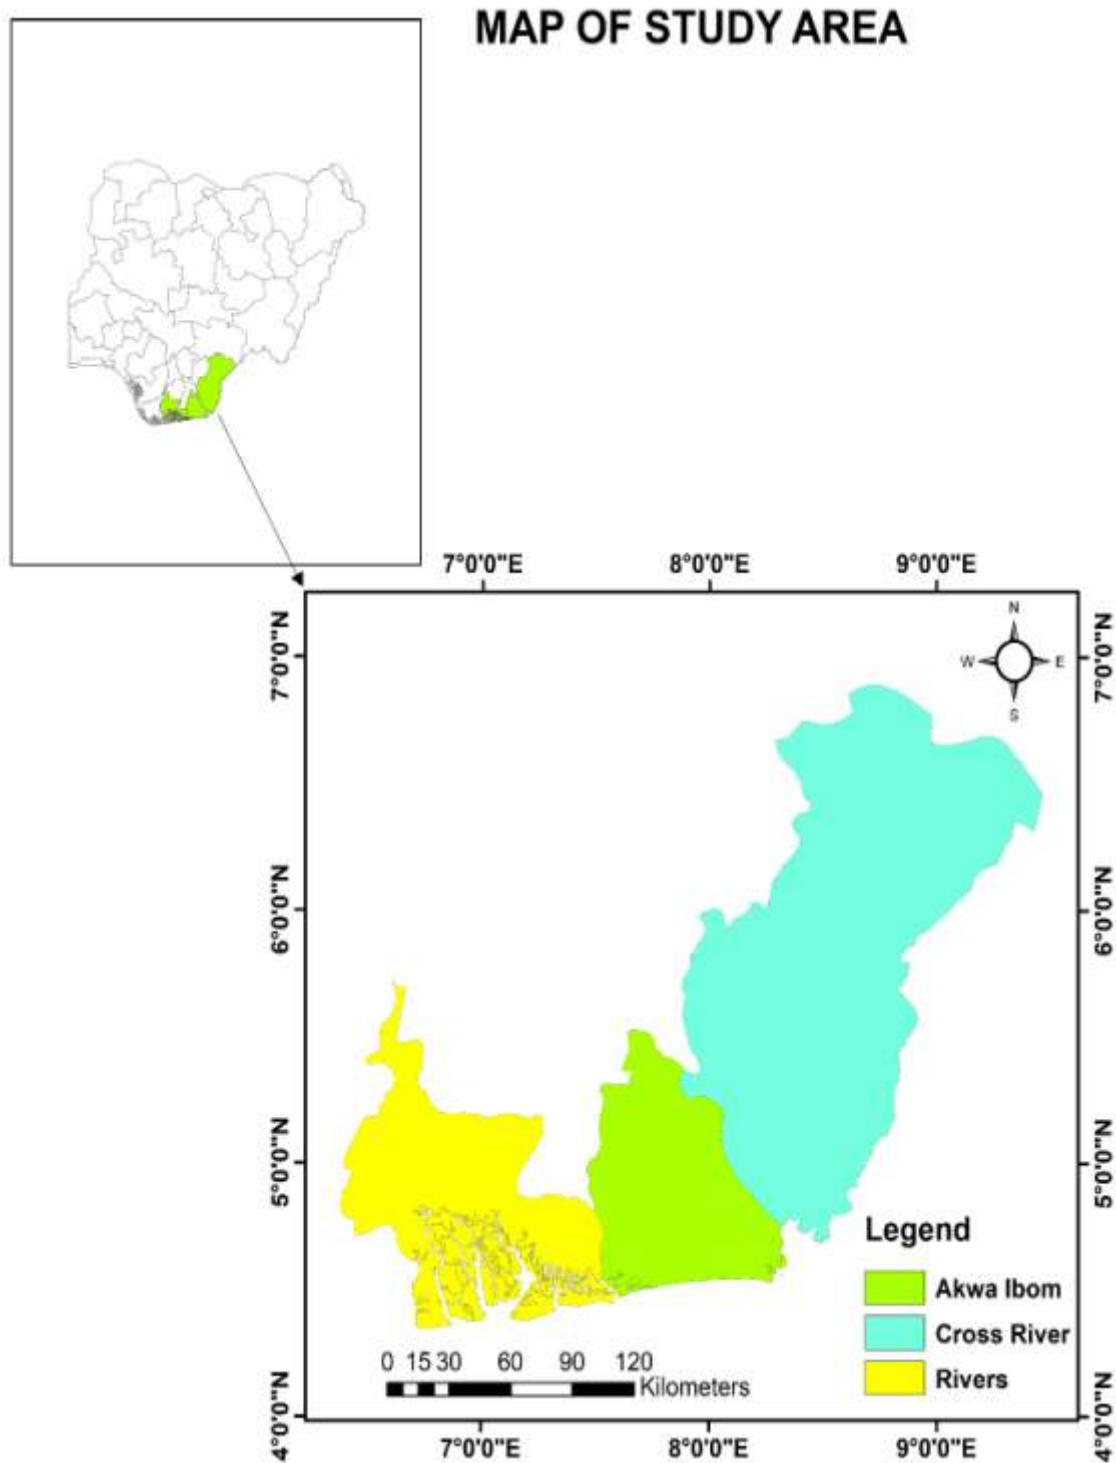 MAP OF STUDY AREA
7°0'0"E 8°0'0"E 9°0'0"E
N
W E
S
7°0'0"N 7°0'0"N
6°0'0"N 6°0'0"N
5°0'0"N 5°0'0"N
4°0'0"N 4°0'0"N
Legend
Akwa Ibom
Cross River
Rivers
0 15 30 60 90 120
Kilometers
7°0'0"E 8°0'0"E 9°0'0"E